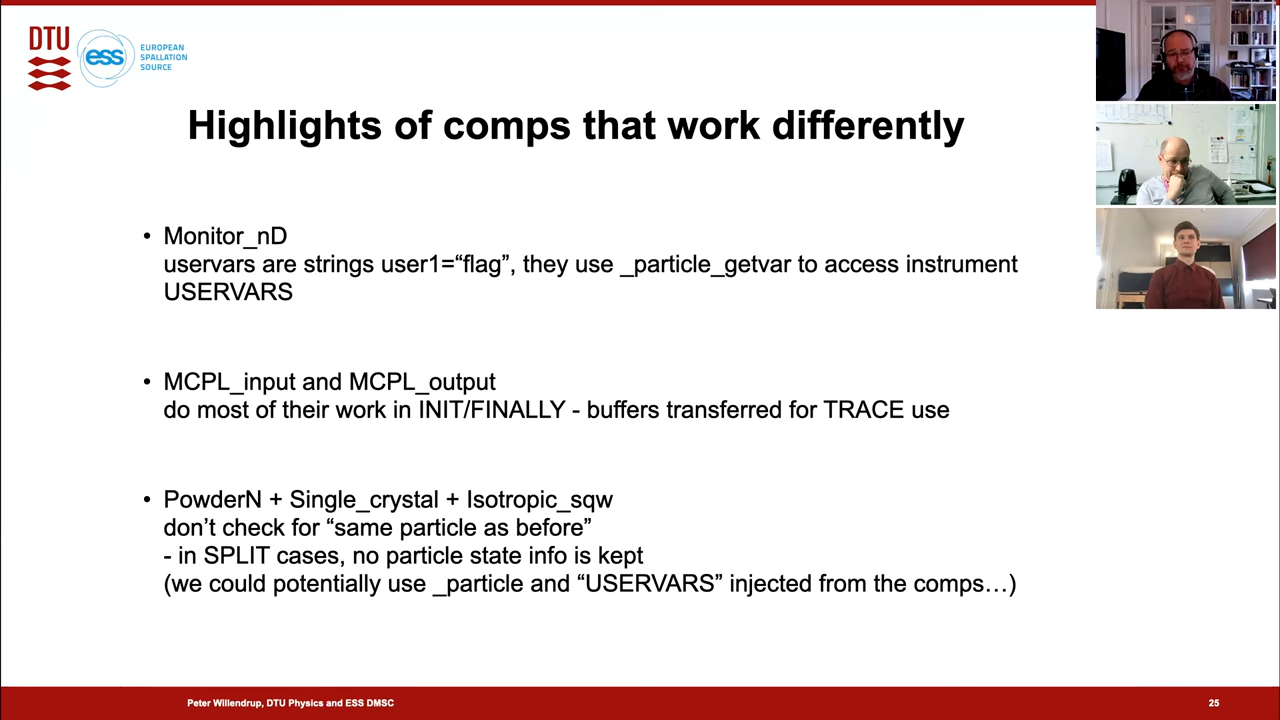 DTU
ess
EUROPEAN
SPALLATION
SOURCE
Highlights of comps that work differently
• Monitor_nD
uservars are strings user1=“flag”, they use _particle_getvar to access instrument
USERVARS
• MCPL_input and MCPL_output
do most of their work in INIT/FINALLY - buffers transferred for TRACE use
• PowderN + Single_crystal + Isotropic_sqw
don’t check for “same particle as before”
- in SPLIT cases, no particle state info is kept
(we could potentially use _particle and “USERVARS” injected from the comps…)
Peter Willendrup, DTU Physics and ESS DMSC
25